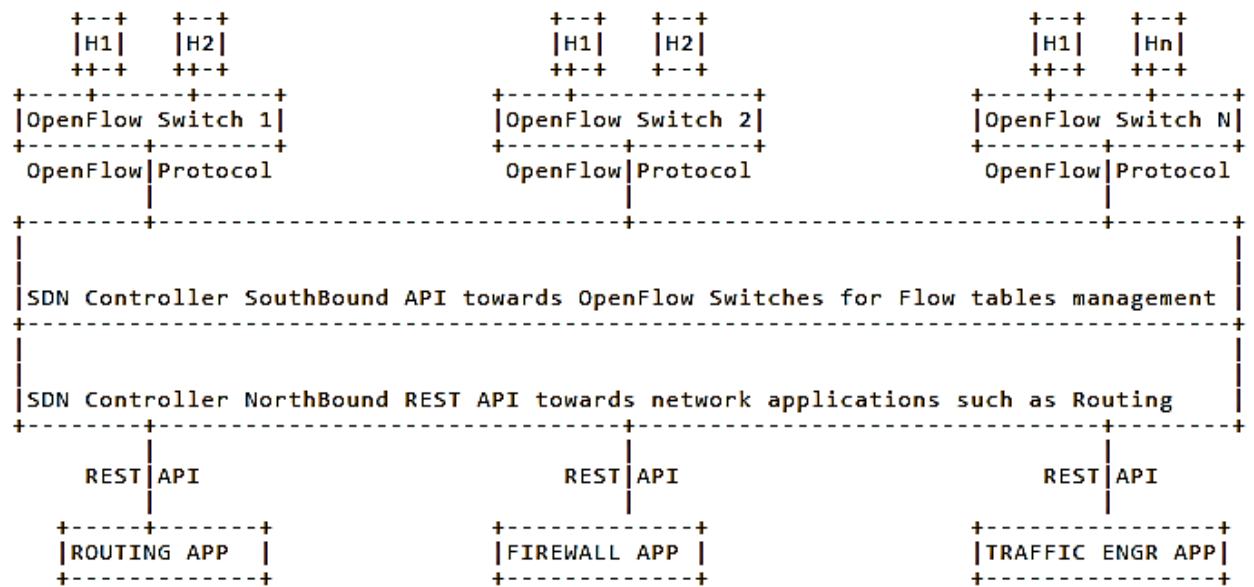 H1 H2 H1 H2 H1 Hn
OpenFlow Switch 1 OpenFlow Switch 2 OpenFlow Switch N
OpenFlow Protocol OpenFlow Protocol OpenFlow Protocol
SDN Controller SouthBound API towards OpenFlow Switches for Flow tables management
SDN Controller NorthBound REST API towards network applications such as Routing
REST API REST API REST API
ROUTING APP FIREWALL APP TRAFFIC ENGR APP